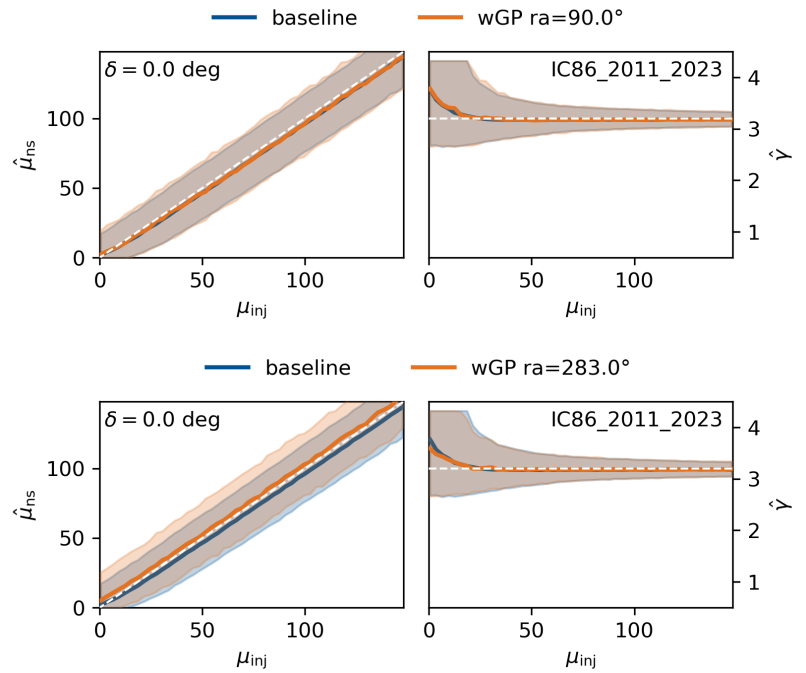 baseline wGP ra=90.0°
δ = 0.0 deg
IC86_2011_2023
100
50
0
4
3
2
1
μ̂ns
γ̂
0 50 100
0 50 100
μinj
μinj
baseline wGP ra=283.0°
δ = 0.0 deg
IC86_2011_2023
100
50
0
4
3
2
1
μ̂ns
γ̂
0 50 100
0 50 100
μinj
μinj